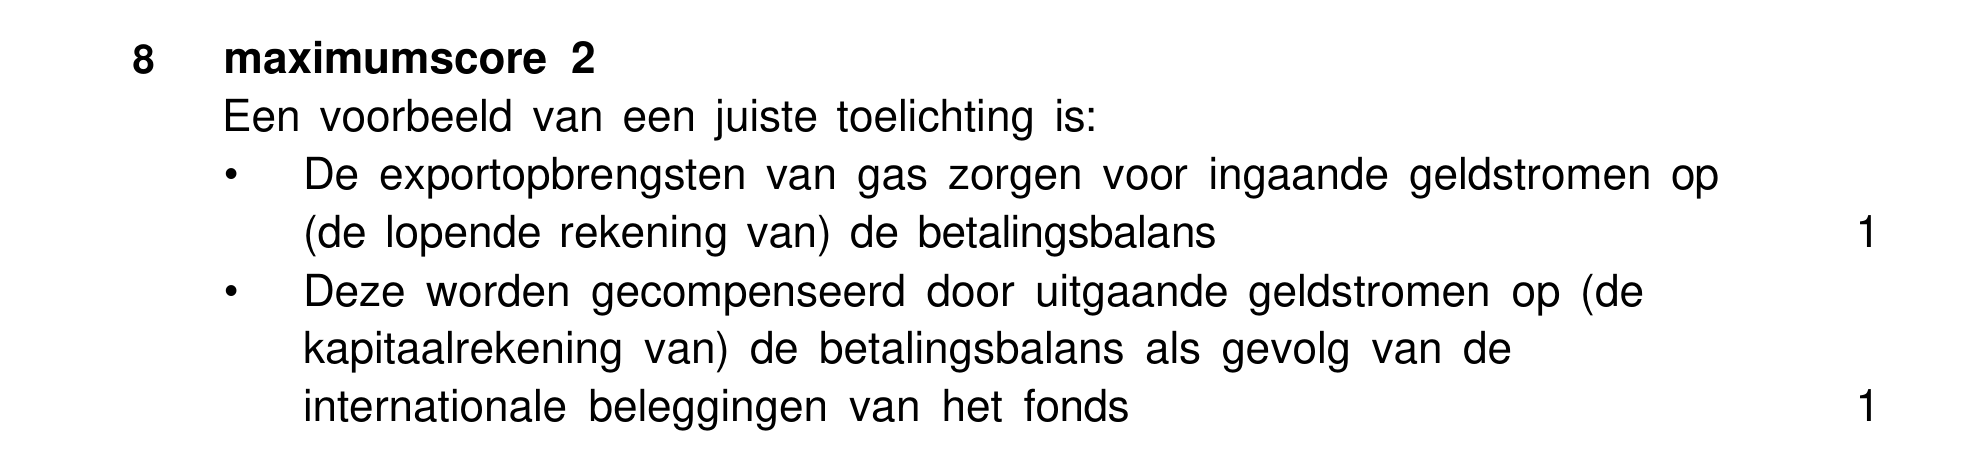 8 maximumscore 2
Een voorbeeld van een juiste toelichting is:
• De exportopbrengsten van gas zorgen voor ingaande geldstromen op
(de lopende rekening van) de betalingsbalans 1
• Deze worden gecompenseerd door uitgaande geldstromen op (de
kapitaalrekening van) de betalingsbalans als gevolg van de
internationale beleggingen van het fonds 1